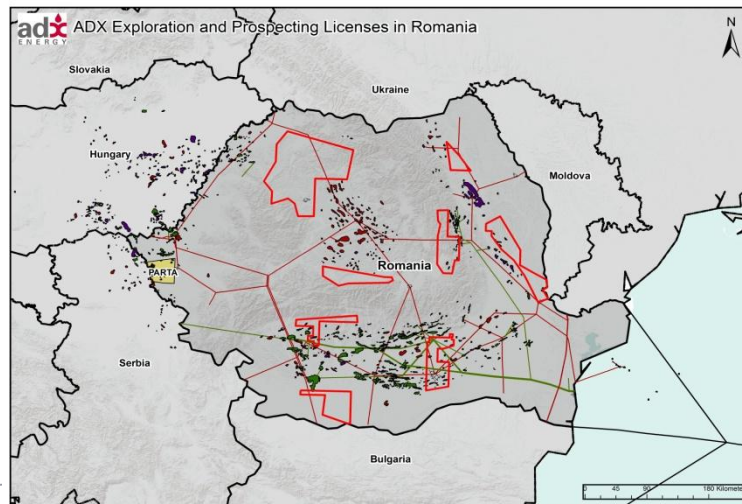 adx
ENERGY
ADX Exploration and Prospecting Licenses in Romania
N
Slovakia
Ukraine
Hungary
Moldova
PARTA
Romania
Serbia
Bulgaria
0 45 90 180 Kilomete